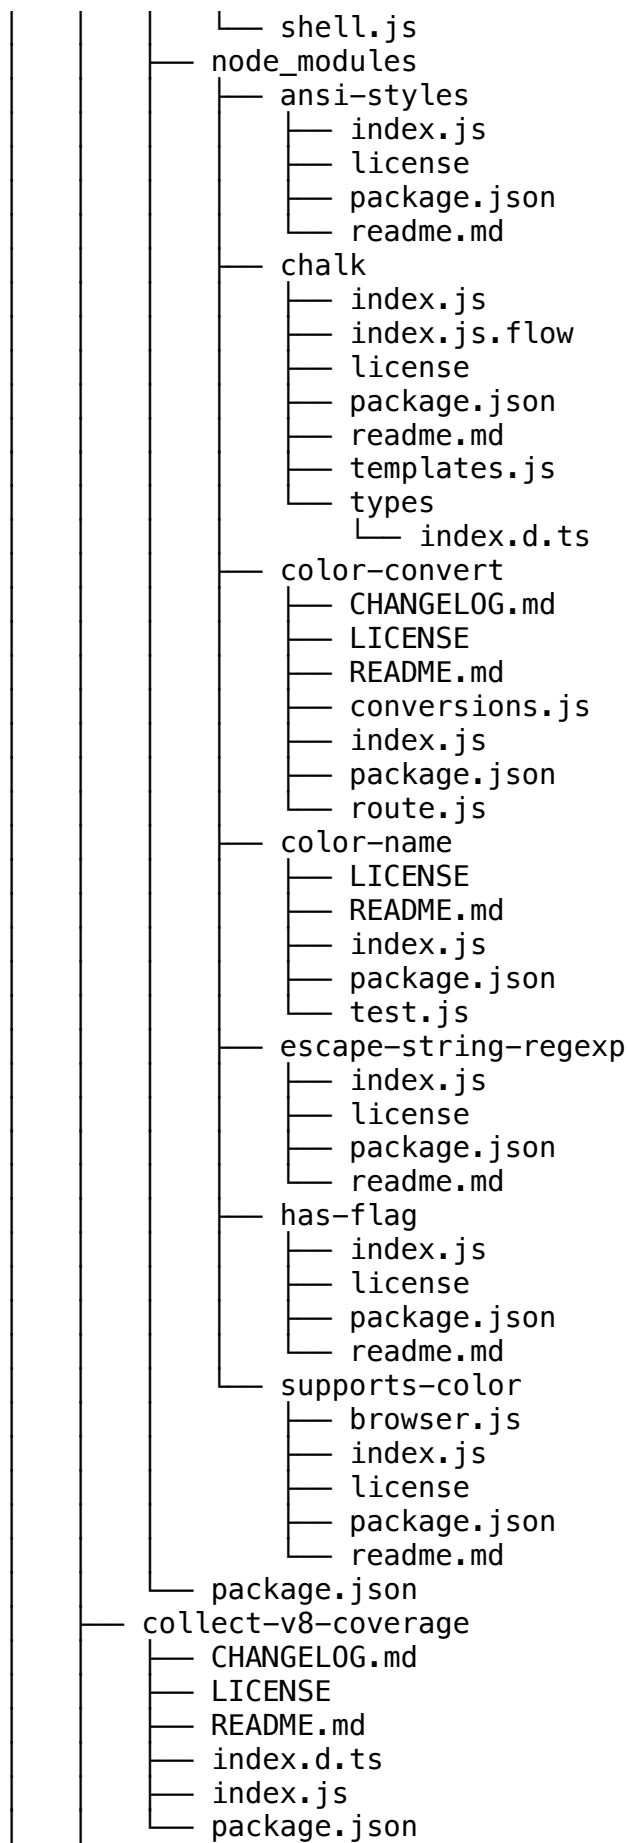 │   │   │   └── shell.js
│   │   ├── node_modules
│   │   │   ├── ansi-styles
│   │   │   │   ├── index.js
│   │   │   │   ├── license
│   │   │   │   ├── package.json
│   │   │   │   └── readme.md
│   │   │   ├── chalk
│   │   │   │   ├── index.js
│   │   │   │   ├── index.js.flow
│   │   │   │   ├── license
│   │   │   │   ├── package.json
│   │   │   │   ├── readme.md
│   │   │   │   ├── templates.js
│   │   │   │   └── types
│   │   │   │       └── index.d.ts
│   │   │   ├── color-convert
│   │   │   │   ├── CHANGELOG.md
│   │   │   │   ├── LICENSE
│   │   │   │   ├── README.md
│   │   │   │   ├── conversions.js
│   │   │   │   ├── index.js
│   │   │   │   ├── package.json
│   │   │   │   └── route.js
│   │   │   ├── color-name
│   │   │   │   ├── LICENSE
│   │   │   │   ├── README.md
│   │   │   │   ├── index.js
│   │   │   │   ├── package.json
│   │   │   │   └── test.js
│   │   │   ├── escape-string-regexp
│   │   │   │   ├── index.js
│   │   │   │   ├── license
│   │   │   │   ├── package.json
│   │   │   │   └── readme.md
│   │   │   ├── has-flag
│   │   │   │   ├── index.js
│   │   │   │   ├── license
│   │   │   │   ├── package.json
│   │   │   │   └── readme.md
│   │   │   └── supports-color
│   │   │       ├── browser.js
│   │   │       ├── index.js
│   │   │       ├── license
│   │   │       ├── package.json
│   │   │       └── readme.md
│   │   └── package.json
│   ├── collect-v8-coverage
│   │   ├── CHANGELOG.md
│   │   ├── LICENSE
│   │   ├── README.md
│   │   ├── index.d.ts
│   │   ├── index.js
│   │   └── package.json